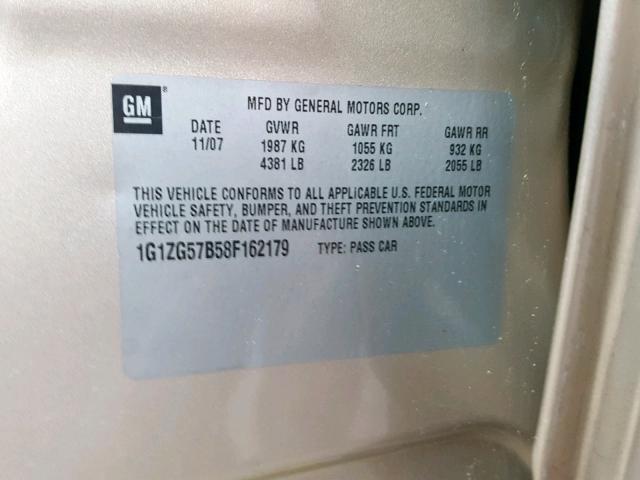 GM®
MFD BY GENERAL MOTORS CORP.
DATE GVWR GAWR FRT GAWR RR
11/07 1987 KG 1055 KG 932 KG
4381 LB 2326 LB 2055 LB
THIS VEHICLE CONFORMS TO ALL APPLICABLE U.S. FEDERAL MOTOR
VEHICLE SAFETY, BUMPER, AND THEFT PREVENTION STANDARDS IN
EFFECT ON THE DATE OF MANUFACTURE SHOWN ABOVE.
1G1ZG57B58F162179 TYPE: PASS CAR